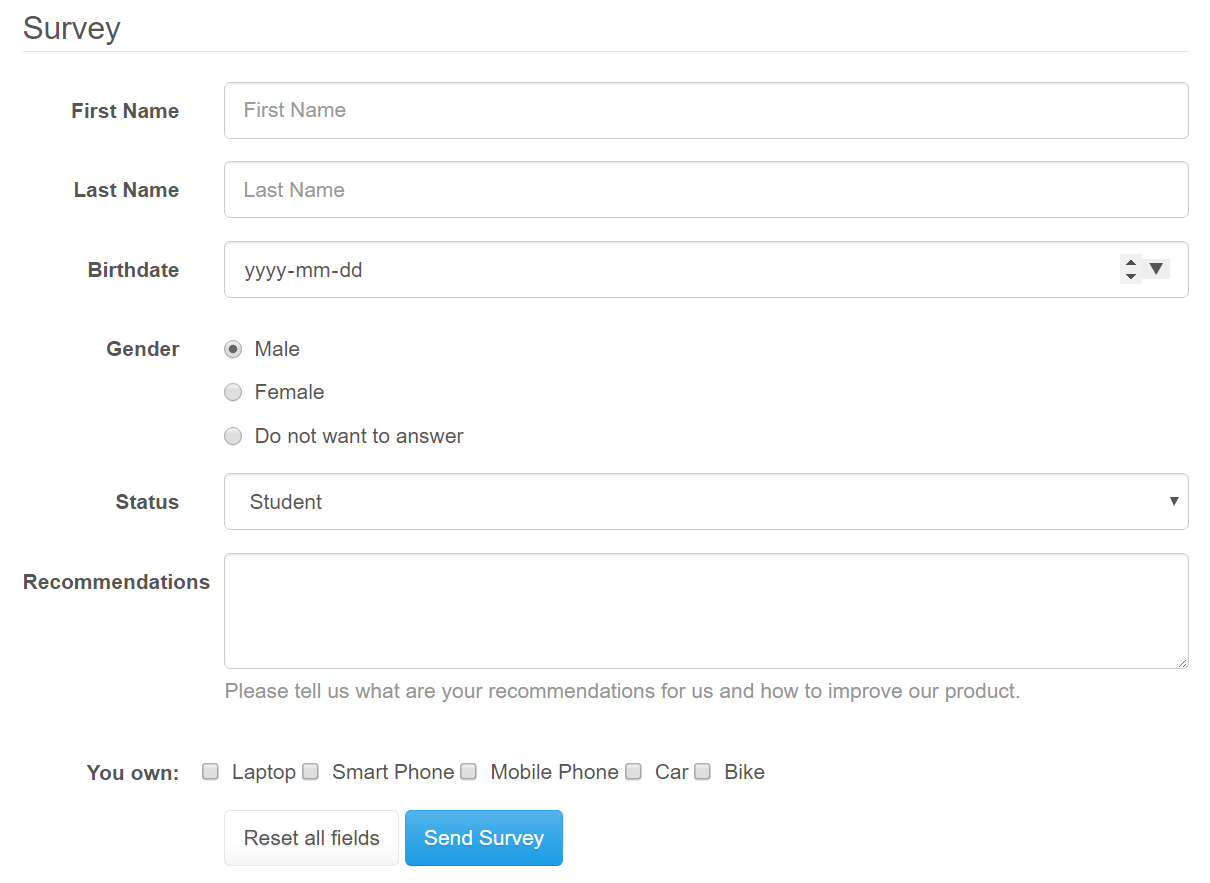 Survey
First Name First Name
Last Name Last Name
Birthdate yyyy-mm-dd
Gender Male
Female
Do not want to answer
Status Student
Recommendations
Please tell us what are your recommendations for us and how to improve our product.
You own: Laptop Smart Phone Mobile Phone Car Bike
Reset all fields Send Survey